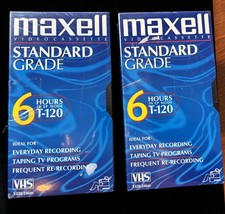 maxell
VIDEOCASSETTE
STANDARD
GRADE
6 HOURS
T-120
IDEAL FOR:
EVERYDAY RECORDING
TAPING TV PROGRAMS
FREQUENT RE-RECORDING
VHS
maxell
VIDEOCASSETTE
STANDARD
GRADE
6 HOURS
T-120
IDEAL FOR:
EVERYDAY RECORDING
TAPING TV PROGRAMS
FREQUENT RE-RECORDING
VHS